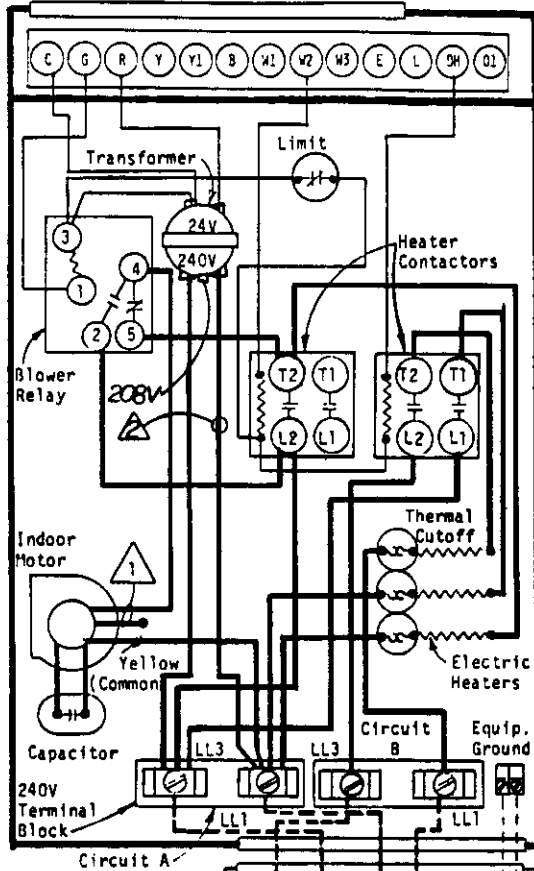 C G R Y Y1 B W1 W2 W3 E L DH O1
Limit
Transformer
24V
240V
3
4
1
2 5
Heater
Contactors
T2 T1
T2 T1
L2 L1
L2 L1
Blower
Relay
208V
2
Thermal
Cutoff
Indoor
Motor
1
Yellow
(Common
Electric
Heaters
Capacitor
LL3
LL3
Circuit
B
Equip.
Ground
240V
Terminal
Block
LL1
LL1
Circuit A